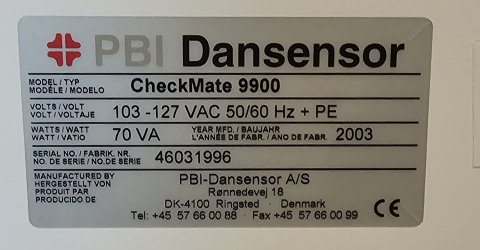 PBI Dansensor
MODEL / TYP
MODÈLE / MODELO
CheckMate 9900
VOLTS / VOLT
VOLT / VOLTAJE
103 -127 VAC 50/60 Hz + PE
WATTS / WATT
WATT / VATIO
70 VA
YEAR MFD. / BAUJAHR
L'ANNÉE DE FABR. / ANO DE FABR.
2003
SERIAL NO. / FABRIK. NR.
NO. DE SERIE / NO.DE SERIE
46031996
MANUFACTURED BY
HERGESTELLT VON
PRODUIT PAR
PRODUCIDO DE
PBI-Dansensor A/S
Rønnedevej 18
DK-4100 Ringsted - Denmark
Tel: +45 57 66 00 88 - Fax +45 57 66 00 99
CE